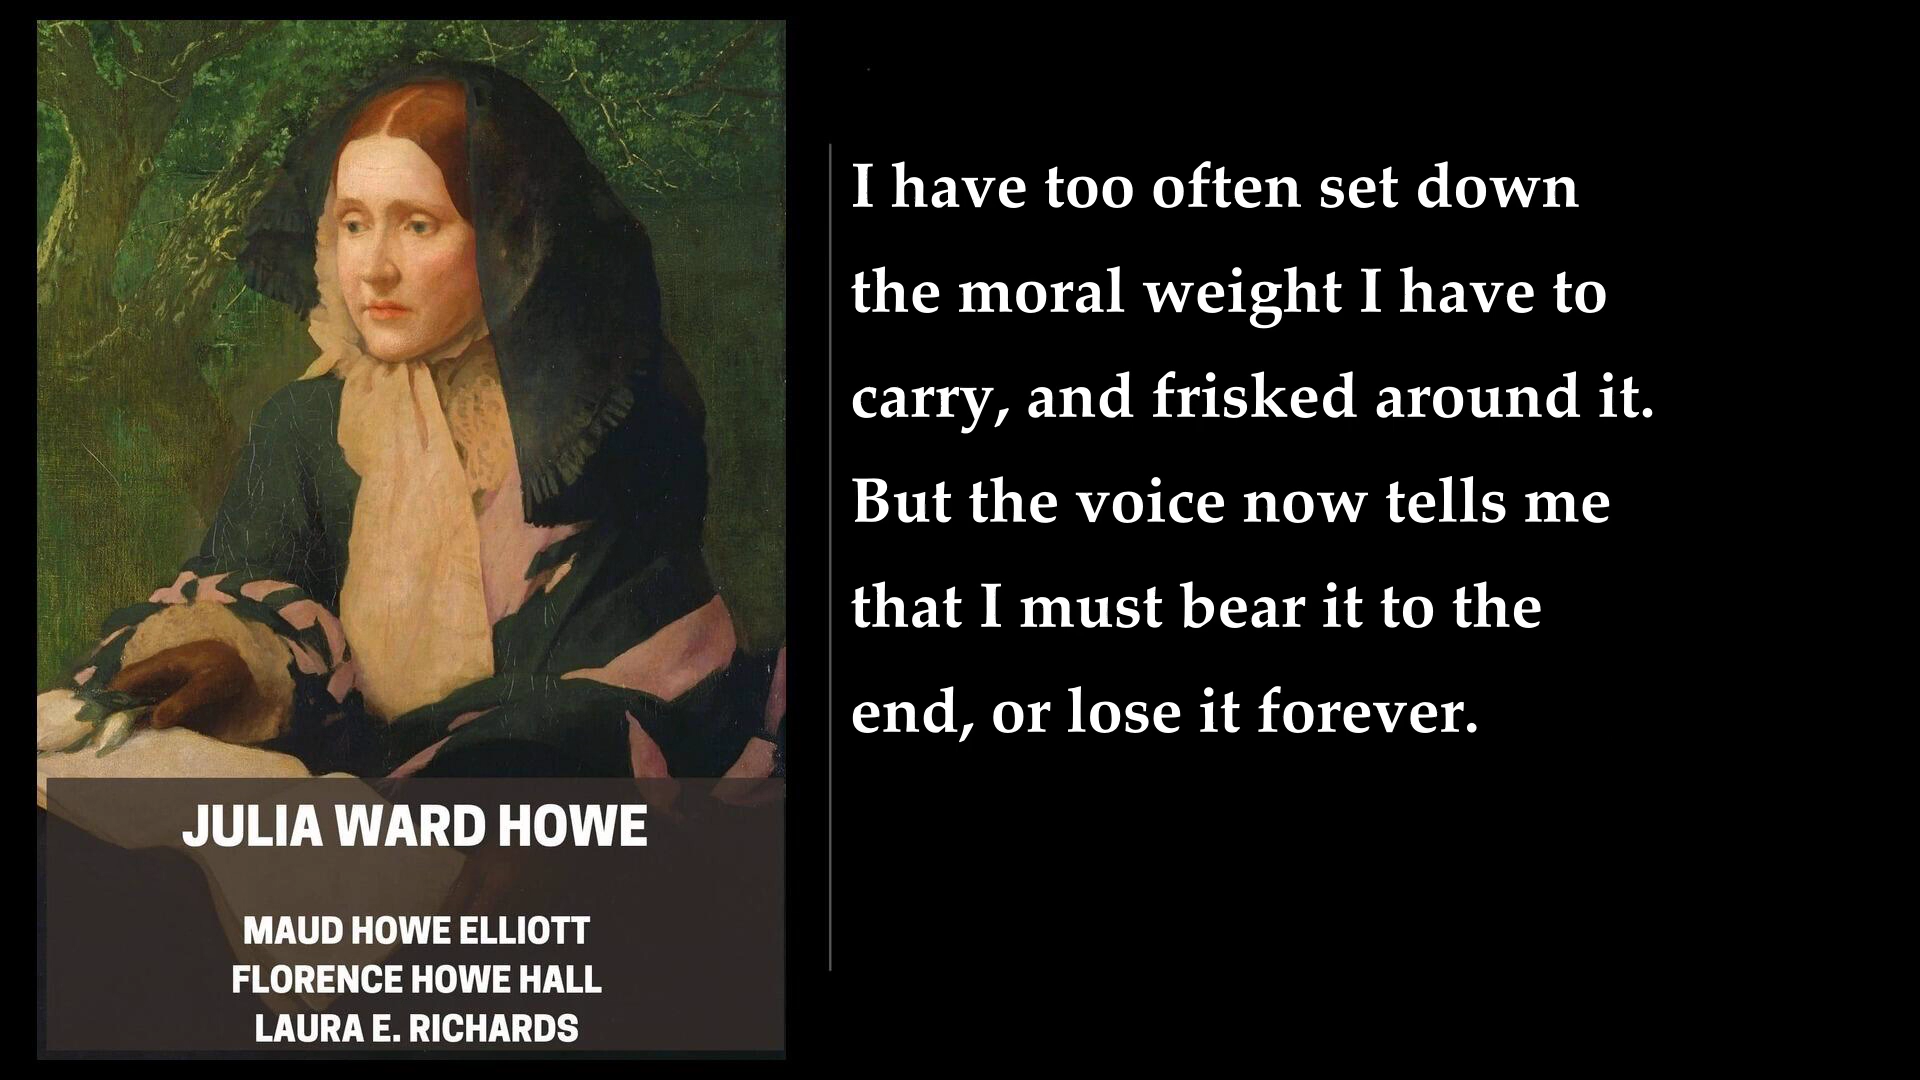 JULIA WARD HOWE
MAUD HOWE ELLIOTT
FLORENCE HOWE HALL
LAURA E. RICHARDS
I have too often set down
the moral weight I have to
carry, and frisked around it.
But the voice now tells me
that I must bear it to the
end, or lose it forever.